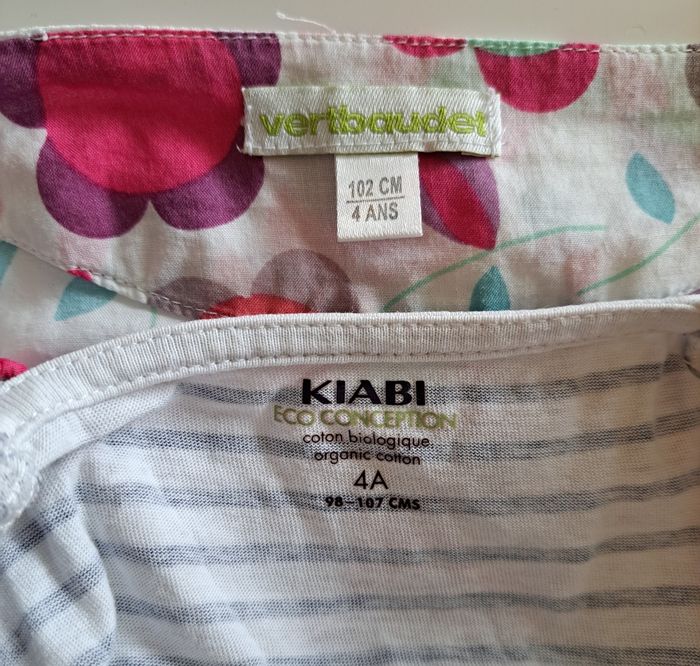 vertbaudet
102 CM
4 ANS
KIABI
ECO CONCEPTION
coton biologique
organic cotton
4A
98-107 CMS